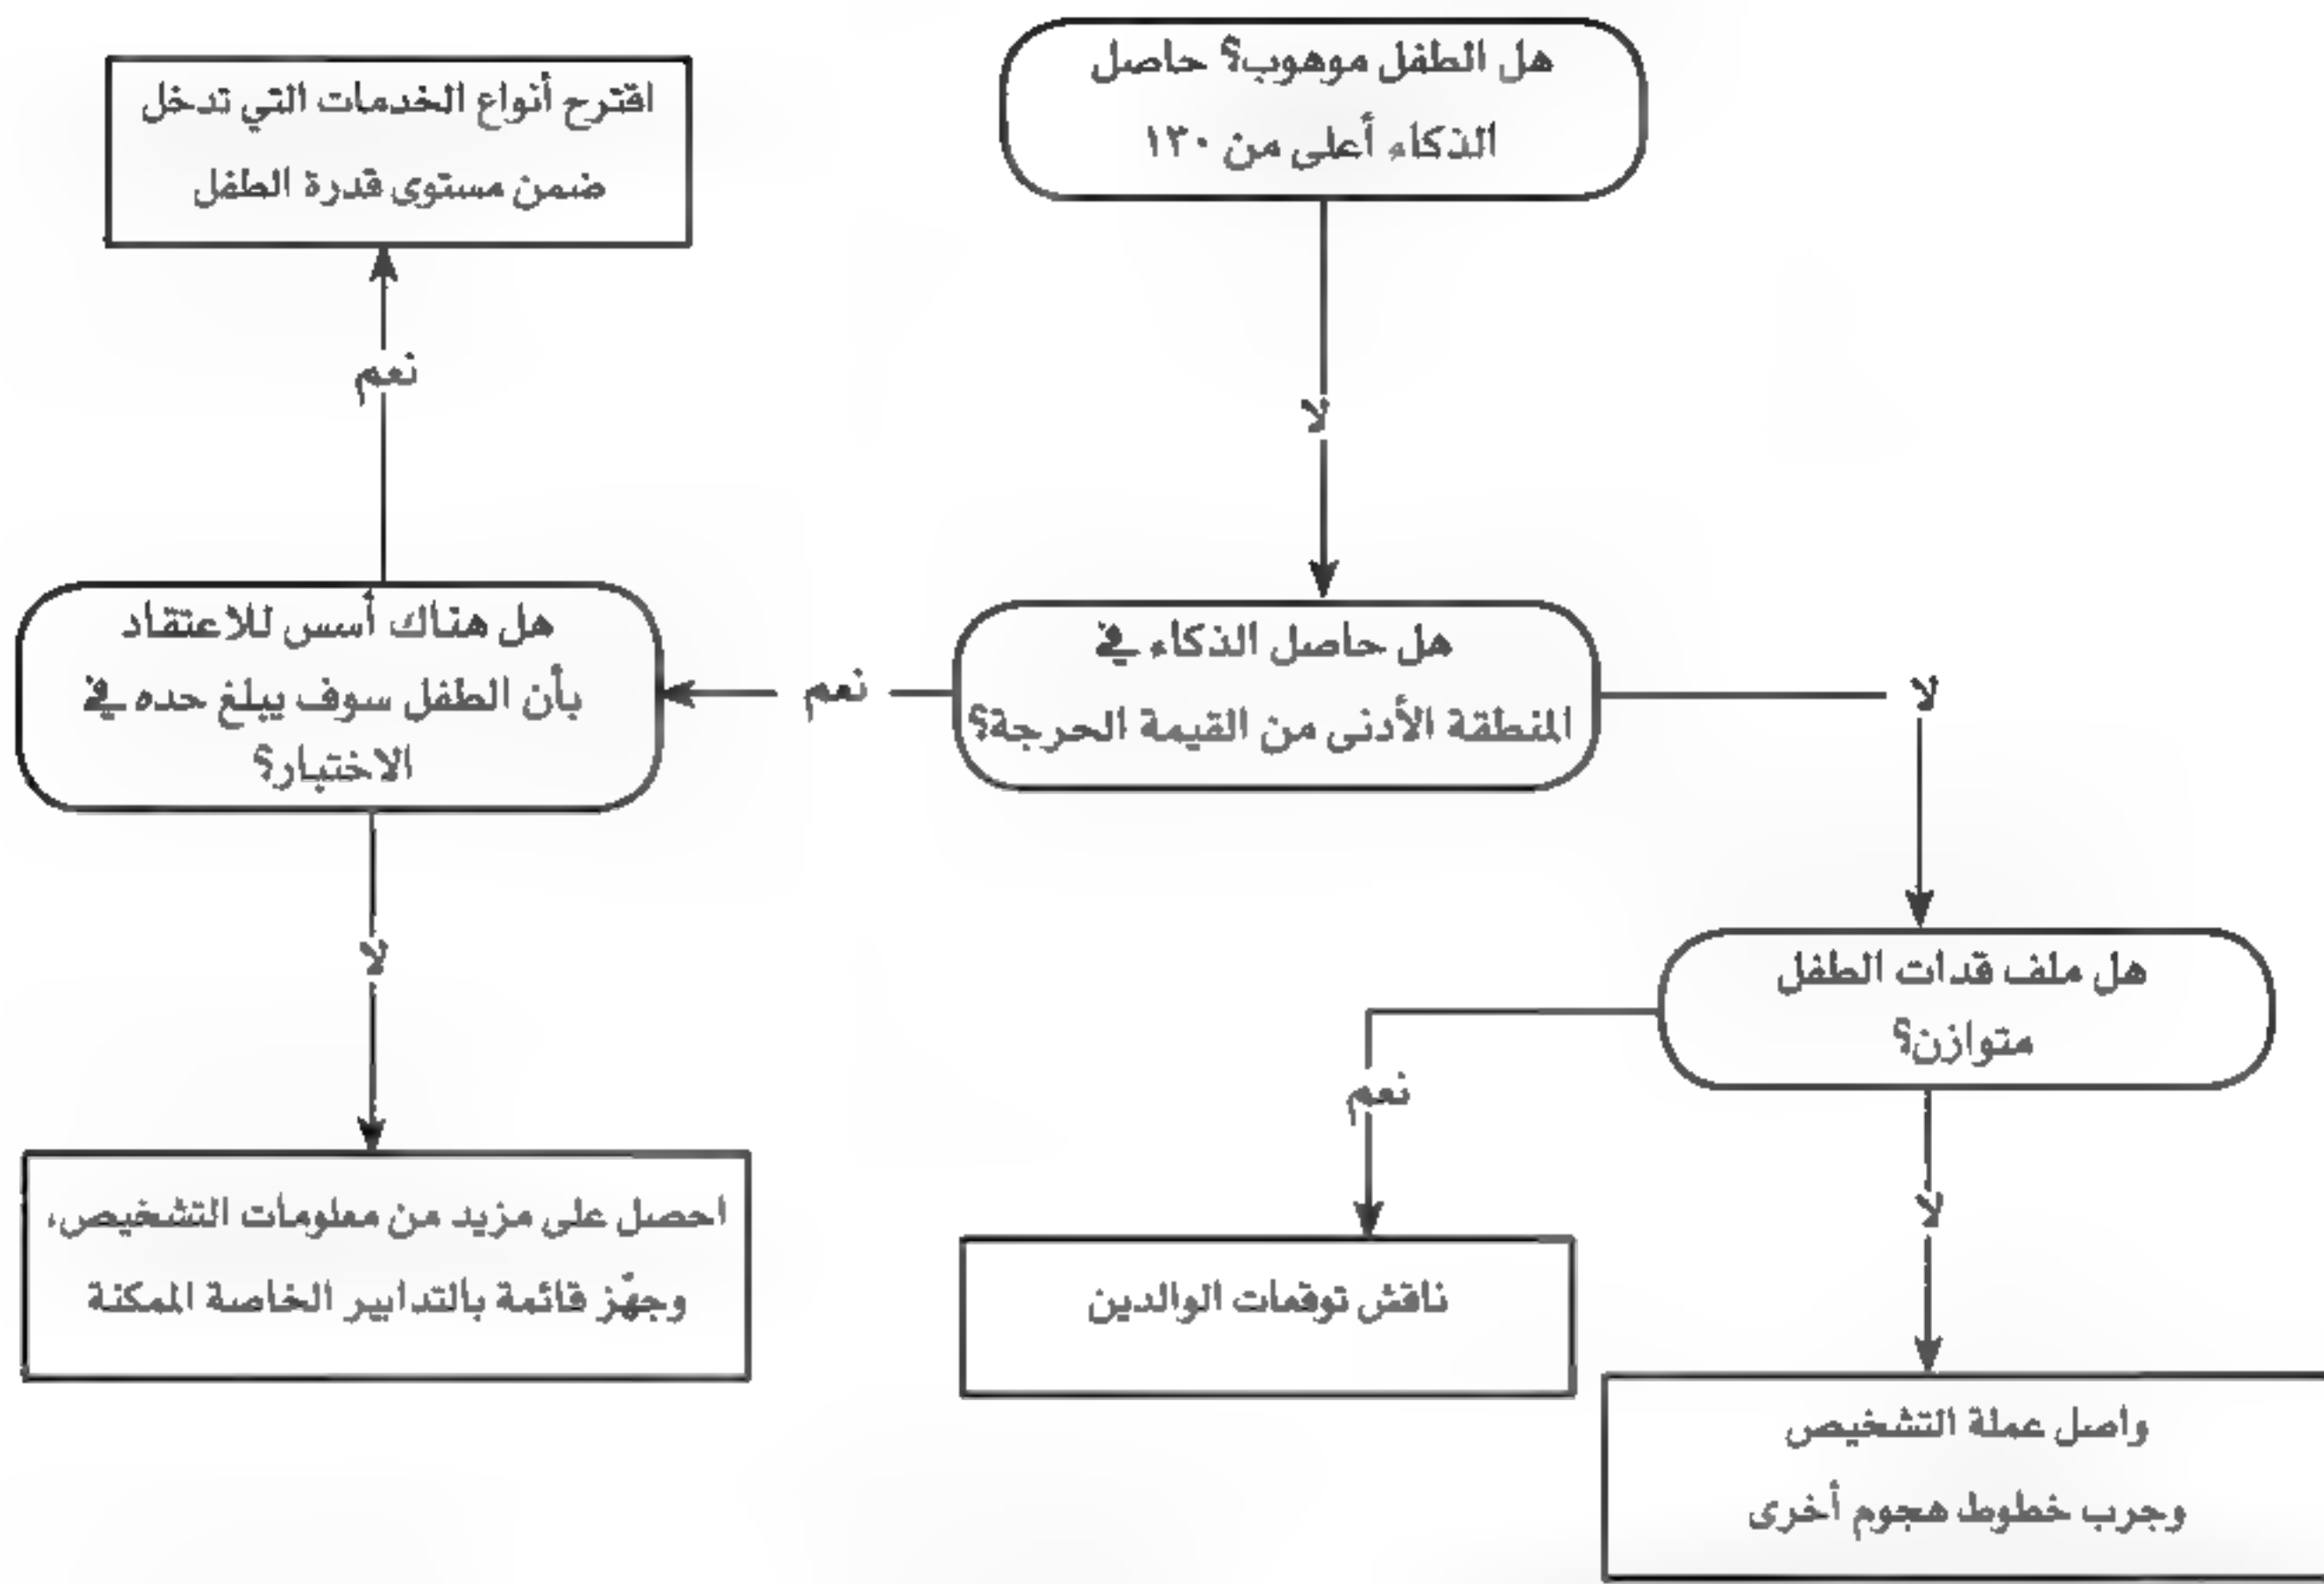 هل الطفل موهوب؟ حاصل
الذكاء أعلى من ١٣٠
لا
هل حاصل الذكاء في
المنطقة الأدنى من القيمة الحرجة؟
نعم
هل هناك أسس للاعتقاد
بأن الطفل سوف يبلغ حده في
الاختبار؟
نعم
اقترح أنواع الخدمات التي تدخل
ضمن مستوى قدرة الطفل
لا
احصل على مزيد من معلومات التشخيص،
وجهّز قائمة بالتدابير الخاصة الممكنة
لا
هل ملف قدات الطفل
متوازن؟
نعم
ناقش توقعات الوالدين
لا
واصل عملة التشخيص
وجرب خطوط هجوم أخرى